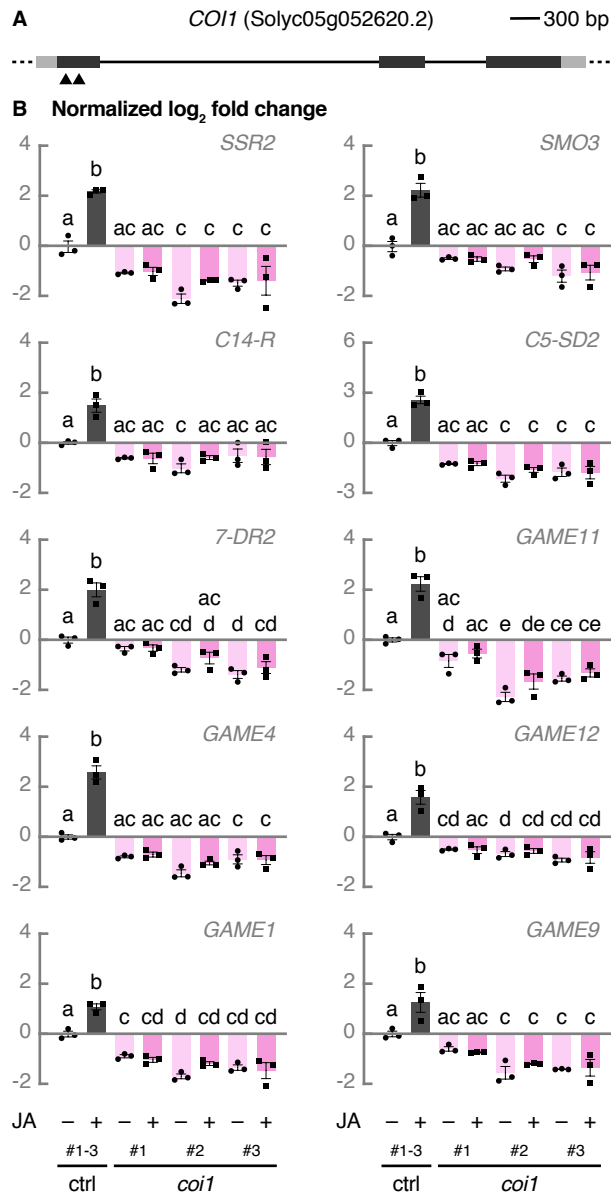 A COI1 (Solyc05g052620.2) 300 bp
B Normalized log2 fold change
SSR2
4
2
0
-2
a b ac ac c c c c
SMO3
4
2
0
-2
a b ac ac ac ac c c
C14-R
4
2
0
-2
a b ac ac ac ac ac ac
C5-SD2
6
3
0
-3
a b c c c c c c
7-DR2
4
2
0
-2
ac
a b ac ac cd d d cd
GAME11
4
2
0
-2
ac
a b d ac e de ce ce
GAME4
4
2
0
-2
a b ac ac ac ac c c
GAME12
4
2
0
-2
a b cd ac d cd cd cd
GAME1
4
2
0
-2
a b c cd d cd cd cd
GAME9
4
2
0
-2
a b ac ac c c c c
JA – + – + – + – + – + – + – + – +
#1-3 #1 #2 #3 #1-3 #1 #2 #3
ctrl coi1 ctrl coi1